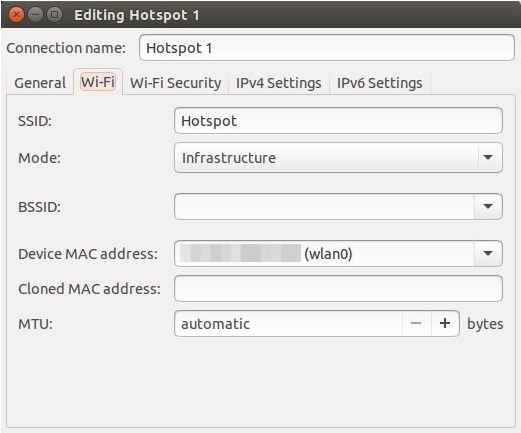 Editing Hotspot 1
Connection name: Hotspot 1
General Wi-Fi Wi-Fi Security IPv4 Settings IPv6 Settings
SSID: Hotspot
Mode: Infrastructure
BSSID:
Device MAC address: (wlan0)
Cloned MAC address:
MTU: automatic bytes